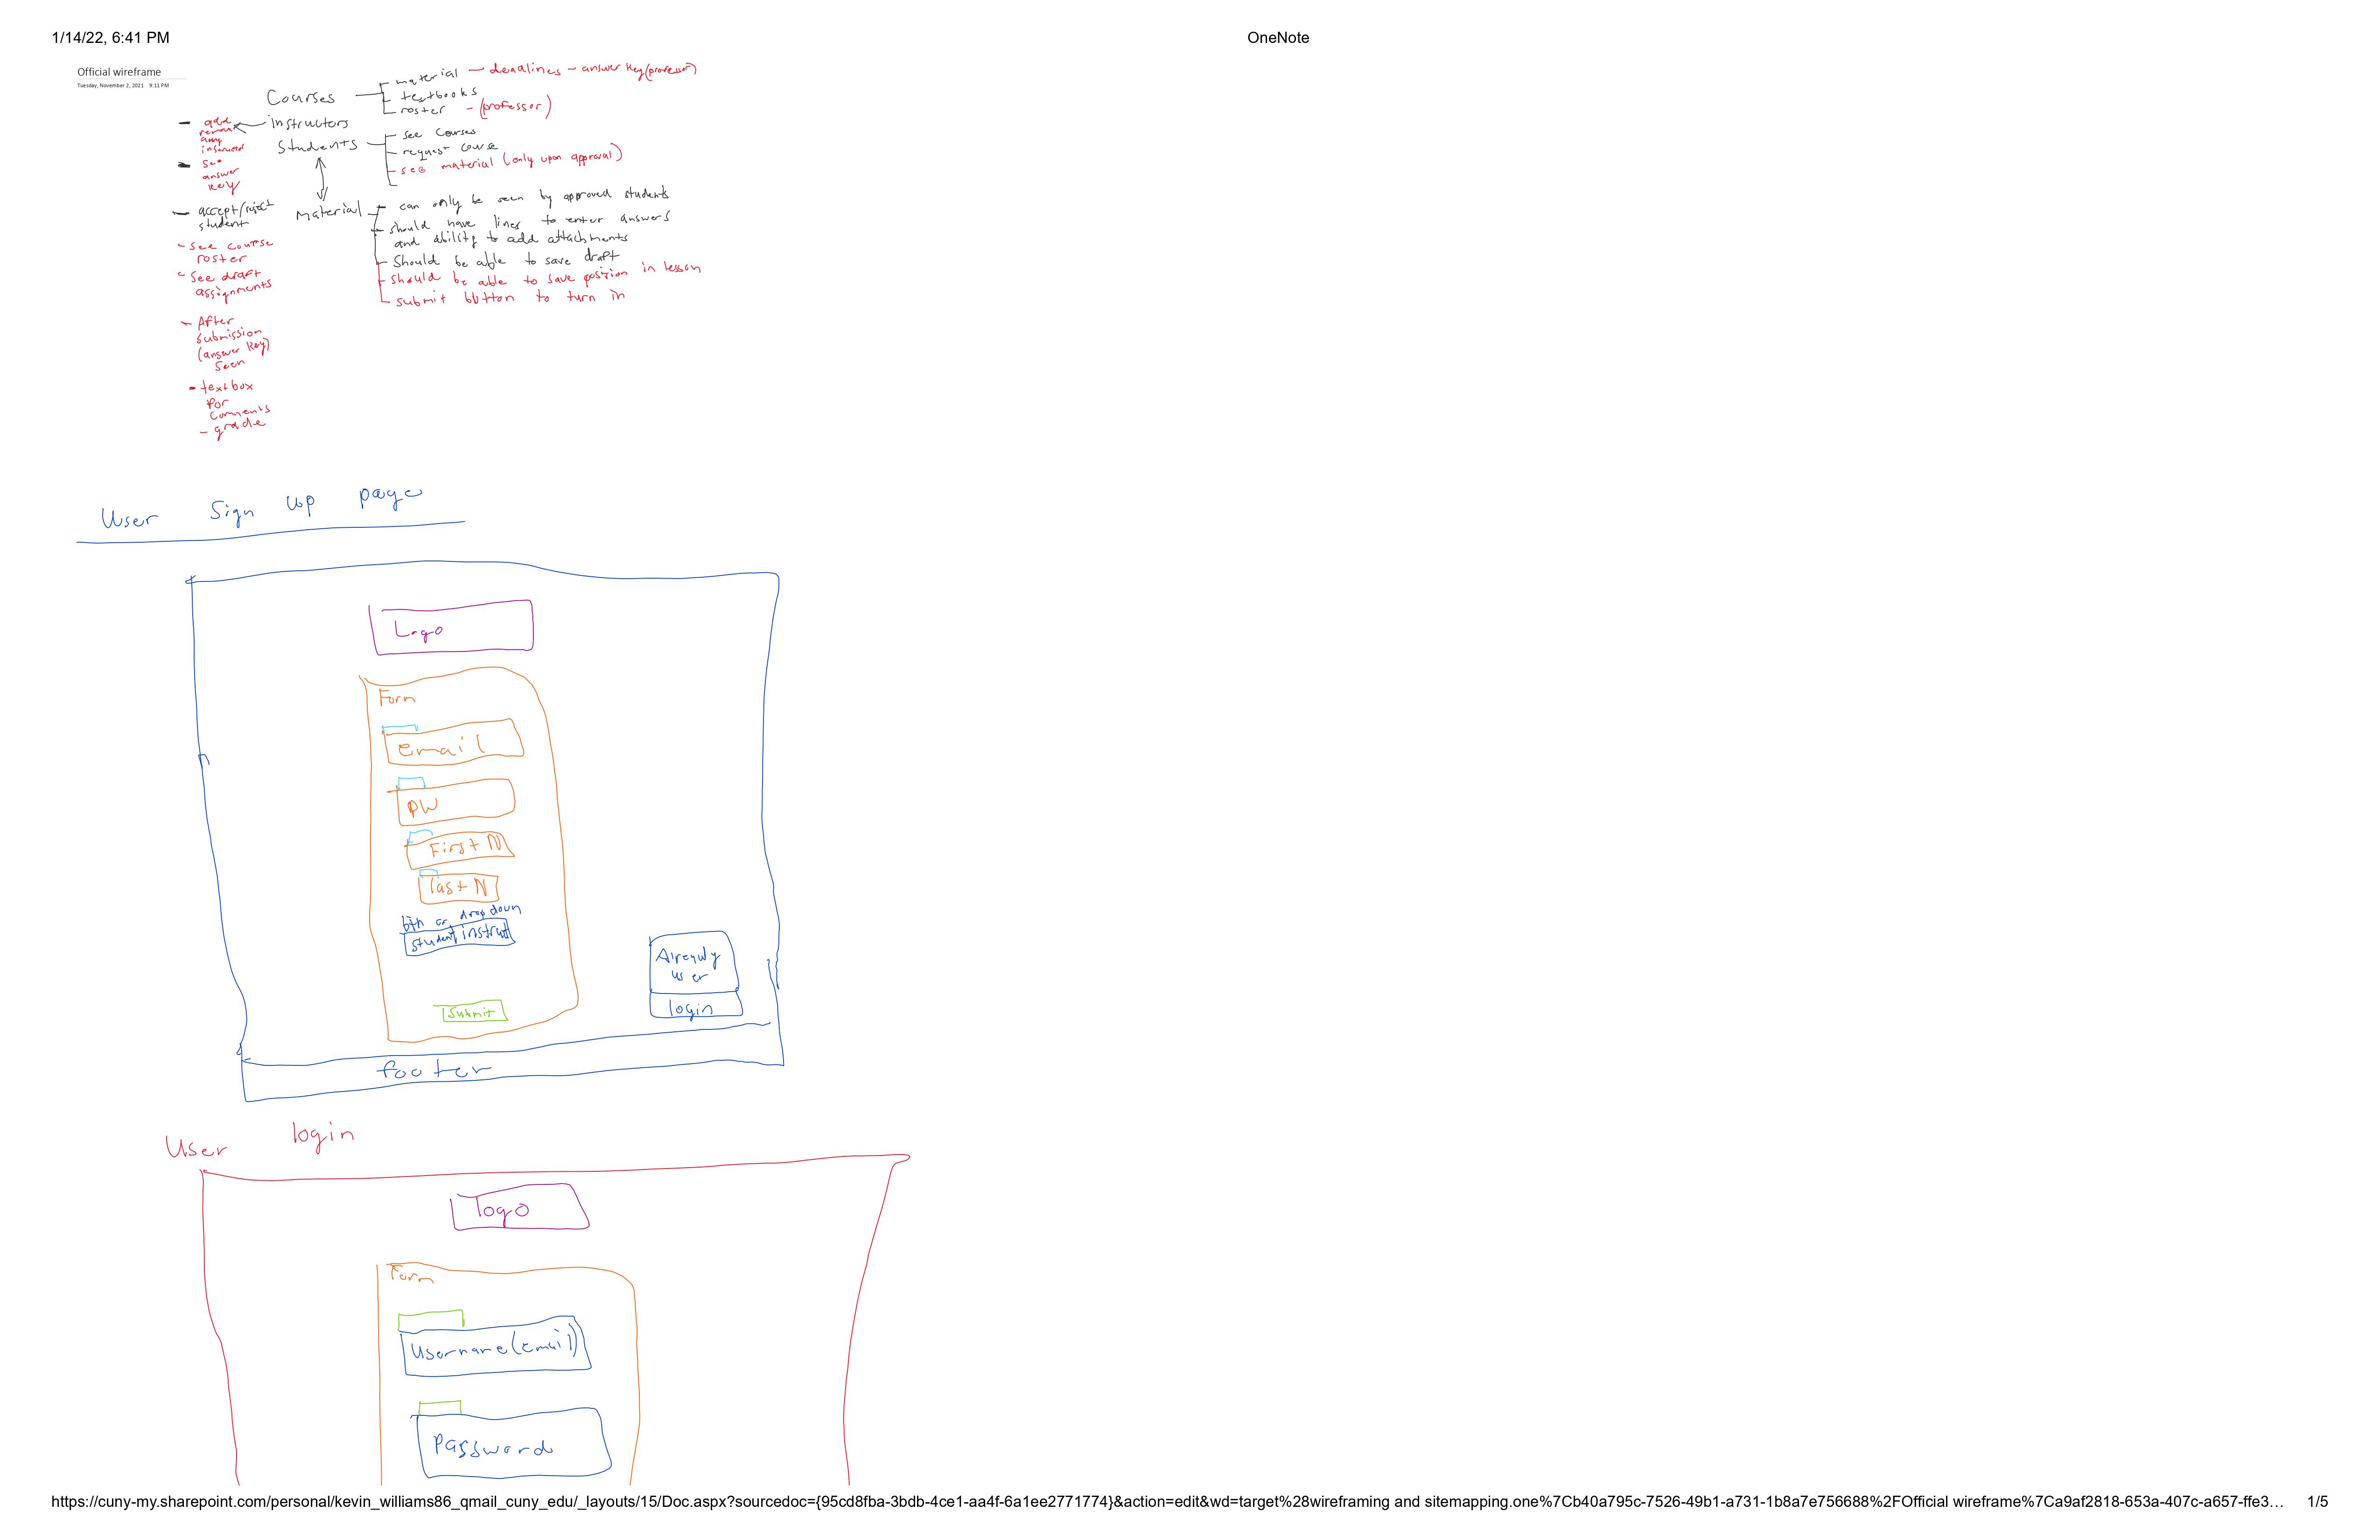 1/14/22, 6:41 PM
OneNote
Official wireframe
Tuesday, November 2, 2021 9:11 PM
Courses
material - deadlines - answer key (professor)
textbooks
roster - (professor)
instructors
- add
instructor
- see
answer
key
- accept/reject
student
- see course
roster
- see draft
assignments
- After
submission
(answer key)
seen
- textbox
for
comments
- grade
Students
- see courses
- request course
- see material (only upon approval)
Material
- can only be seen by approved students
- should have lines to enter answers
and ability to add attachments
- Should be able to save draft
- should be able to save position in lesson
- submit button to turn in
User Sign up page
Logo
Form
email
PW
First N
last N
btn or dropdown
student
Submit
Already
user
login
footer
User login
logo
Form
Username (email)
Password
https://cuny-my.sharepoint.com/personal/kevin_williams86_qmail_cuny_edu/_layouts/15/Doc.aspx?sourcedoc={95cd8fba-3bdb-4ce1-aa4f-6a1ee2771774}&action=edit&wd=target%28wireframing and sitemapping.one%7Cb40a795c-7526-49b1-a731-1b8a7e756688%2FOfficial wireframe%7Ca9af2818-653a-407c-a657-ffe3… 1/5